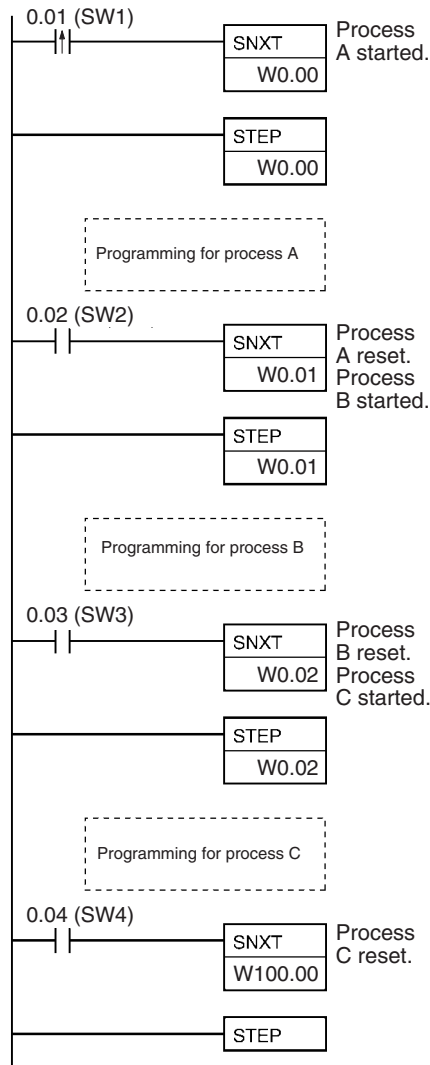 0.01 (SW1)
SNXT
W0.00
Process
A started.
STEP
W0.00
Programming for process A
0.02 (SW2)
SNXT
W0.01
Process
A reset.
Process
B started.
STEP
W0.01
Programming for process B
0.03 (SW3)
SNXT
W0.02
Process
B reset.
Process
C started.
STEP
W0.02
Programming for process C
0.04 (SW4)
SNXT
W100.00
Process
C reset.
STEP